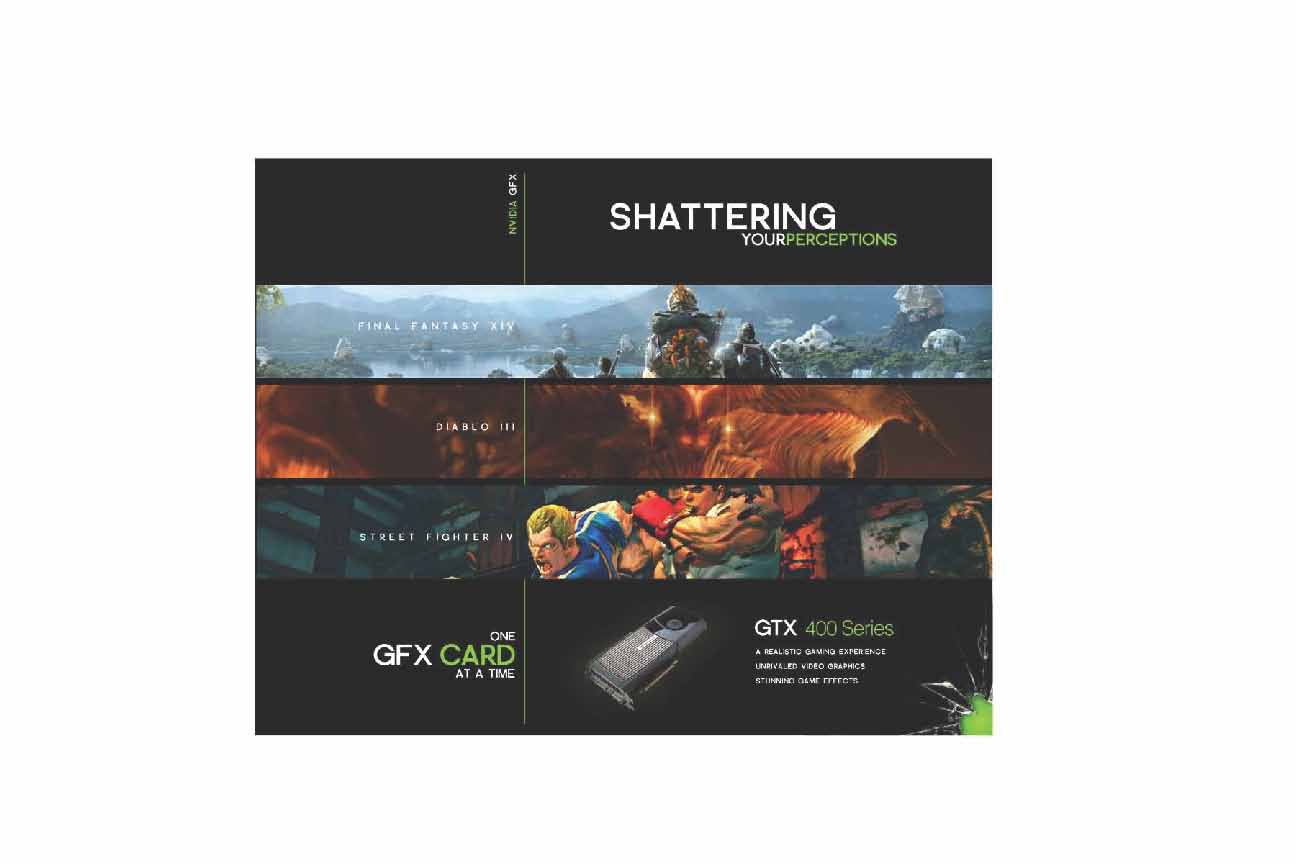 NVIDIA GFX
SHATTERING
YOURPERCEPTIONS
FINAL FANTASY XIV
DIABLO III
STREET FIGHTER IV
ONE
GFX CARD
AT A TIME
GTX 400 Series
A REALISTIC GAMING EXPERIENCE
UNRIVALED VIDEO GRAPHICS
STUNNING GAME EFFECTS